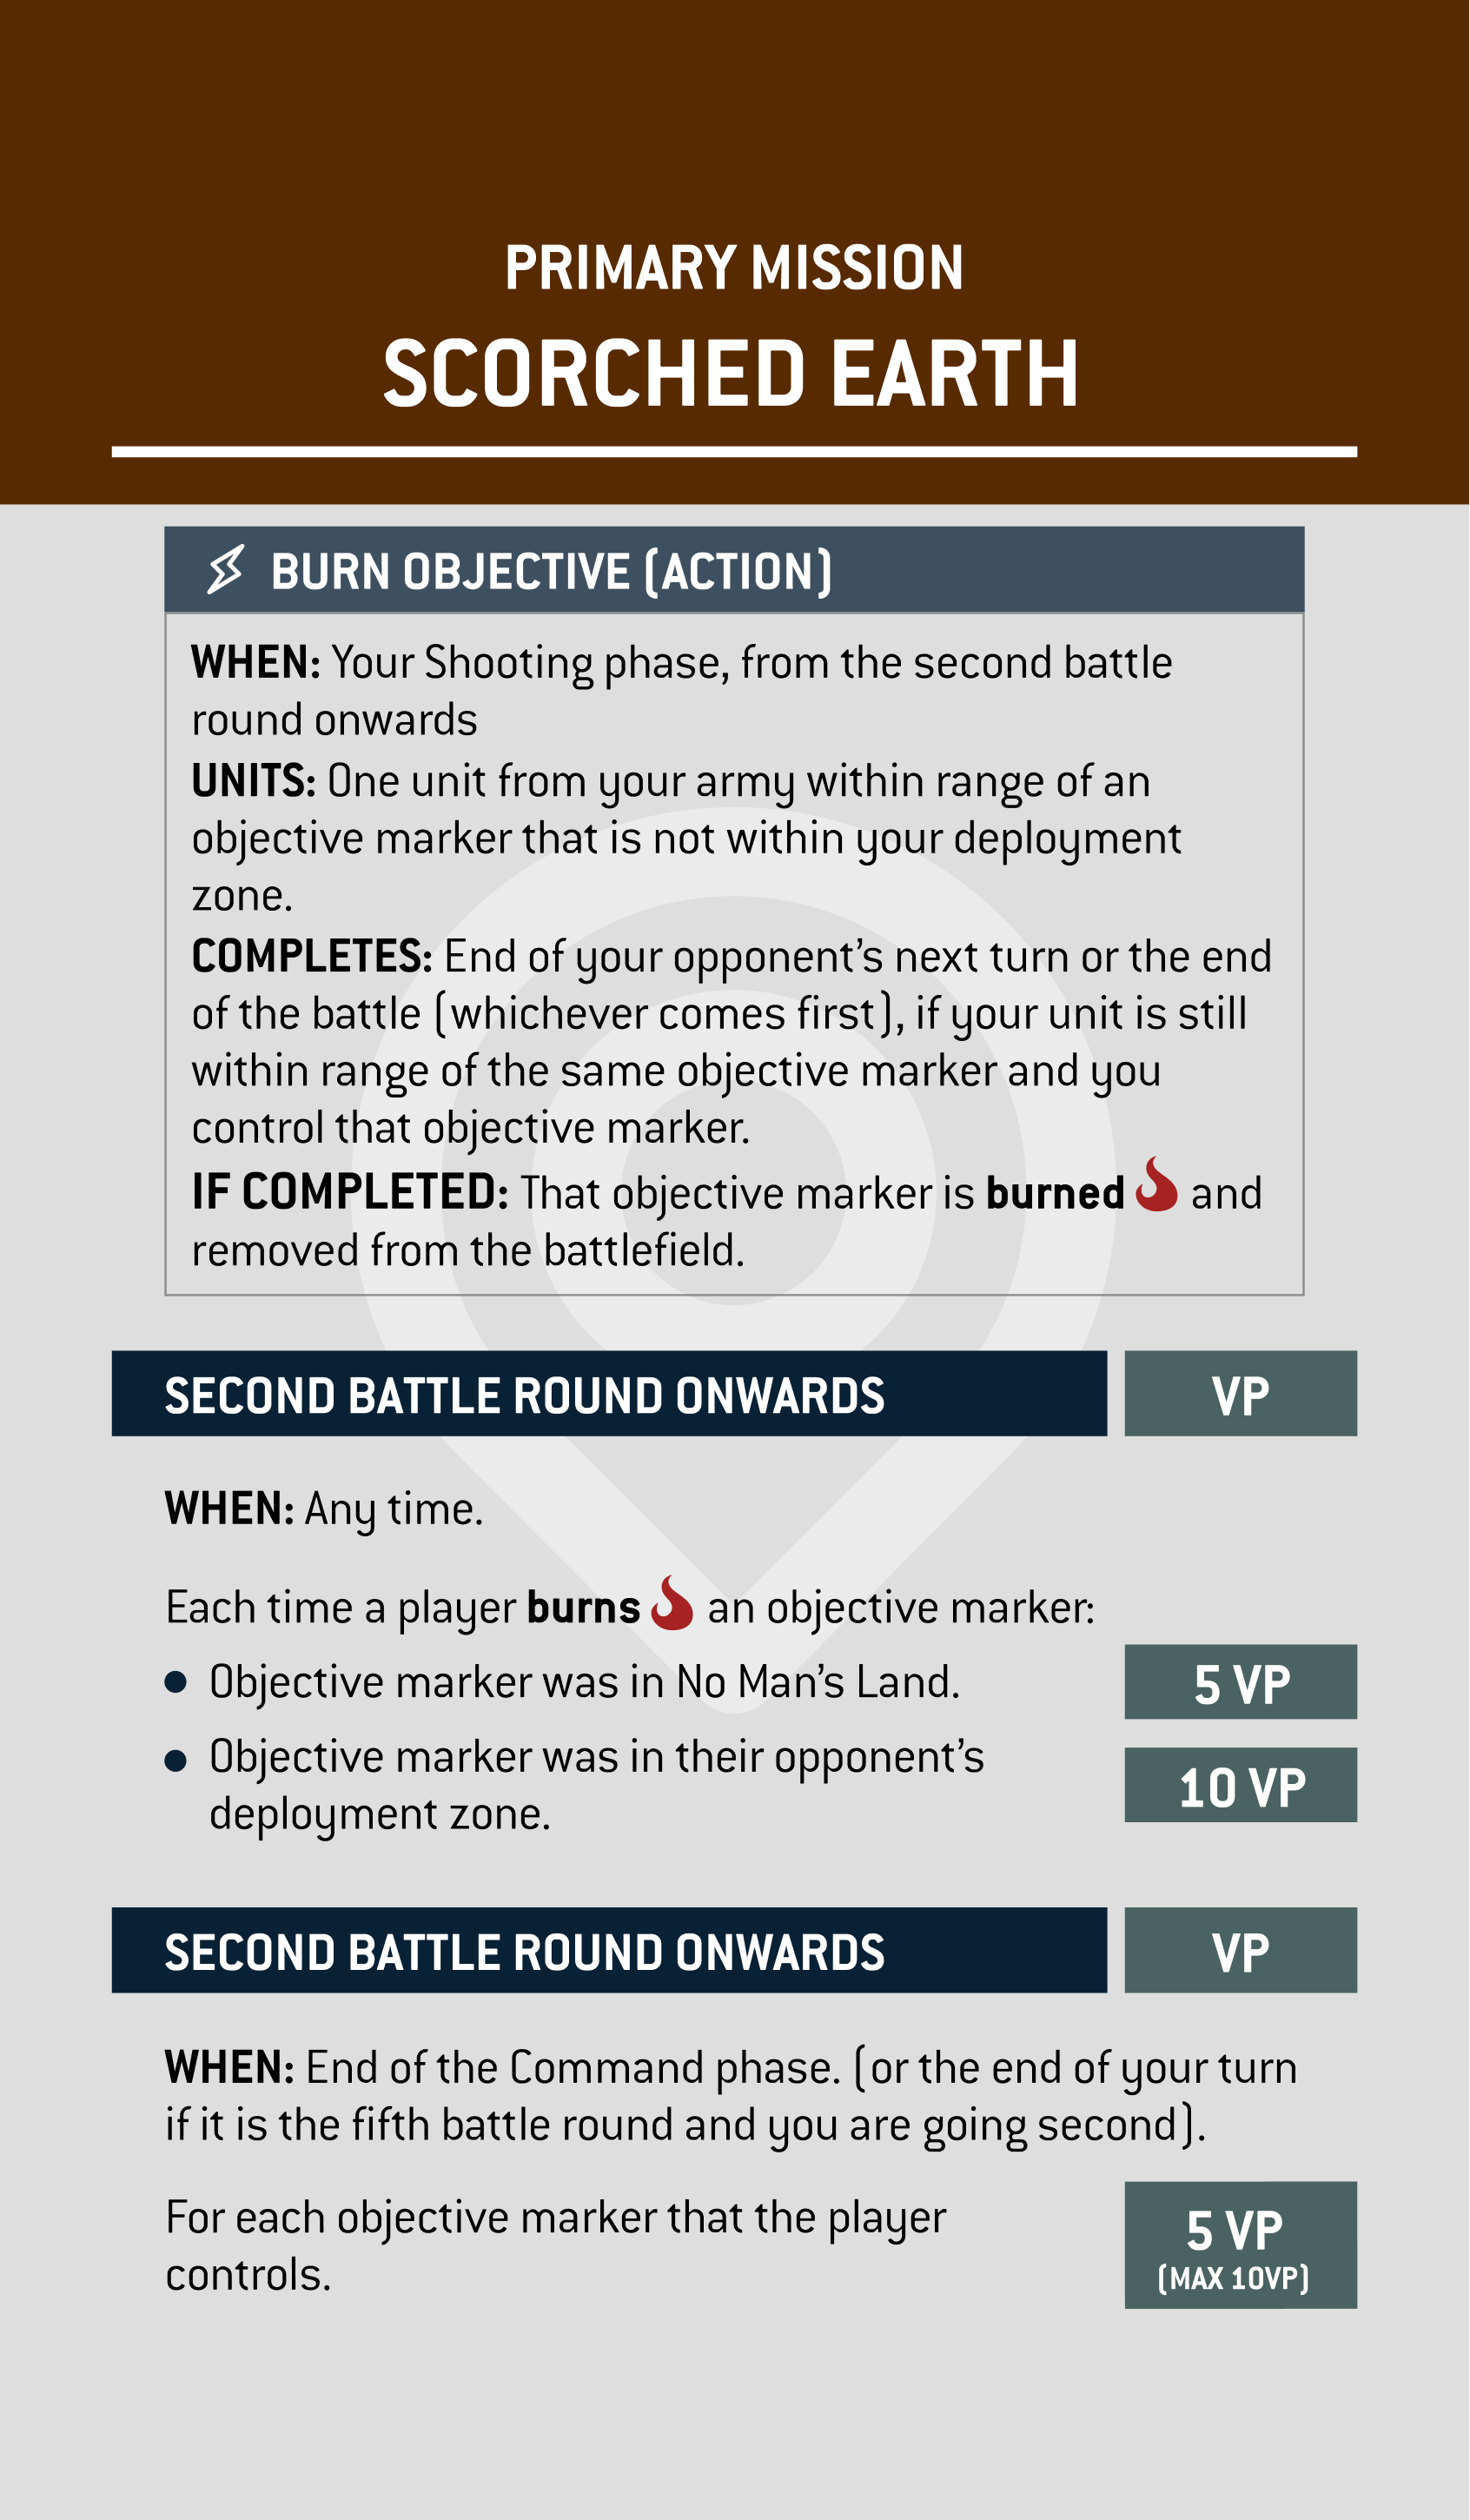 PRIMARY MISSION
SCORCHED EARTH
BURN OBJECTIVE (ACTION)
WHEN: Your Shooting phase, from the second battle
round onwards
UNITS: One unit from your army within range of an
objective marker that is not within your deployment
zone.
COMPLETES: End of your opponent’s next turn or the end
of the battle (whichever comes first), if your unit is still
within range of the same objective marker and you
control that objective marker.
IF COMPLETED: That objective marker is burned and
removed from the battlefield.
SECOND BATTLE ROUND ONWARDS VP
WHEN: Any time.
Each time a player burns an objective marker:
Objective marker was in No Man’s Land. 5 VP
Objective marker was in their opponent’s
deployment zone.
10 VP
SECOND BATTLE ROUND ONWARDS VP
WHEN: End of the Command phase. (or the end of your turn
if it is the fifth battle round and you are going second).
For each objective marker that the player
controls.
5 VP
(MAX 10VP)